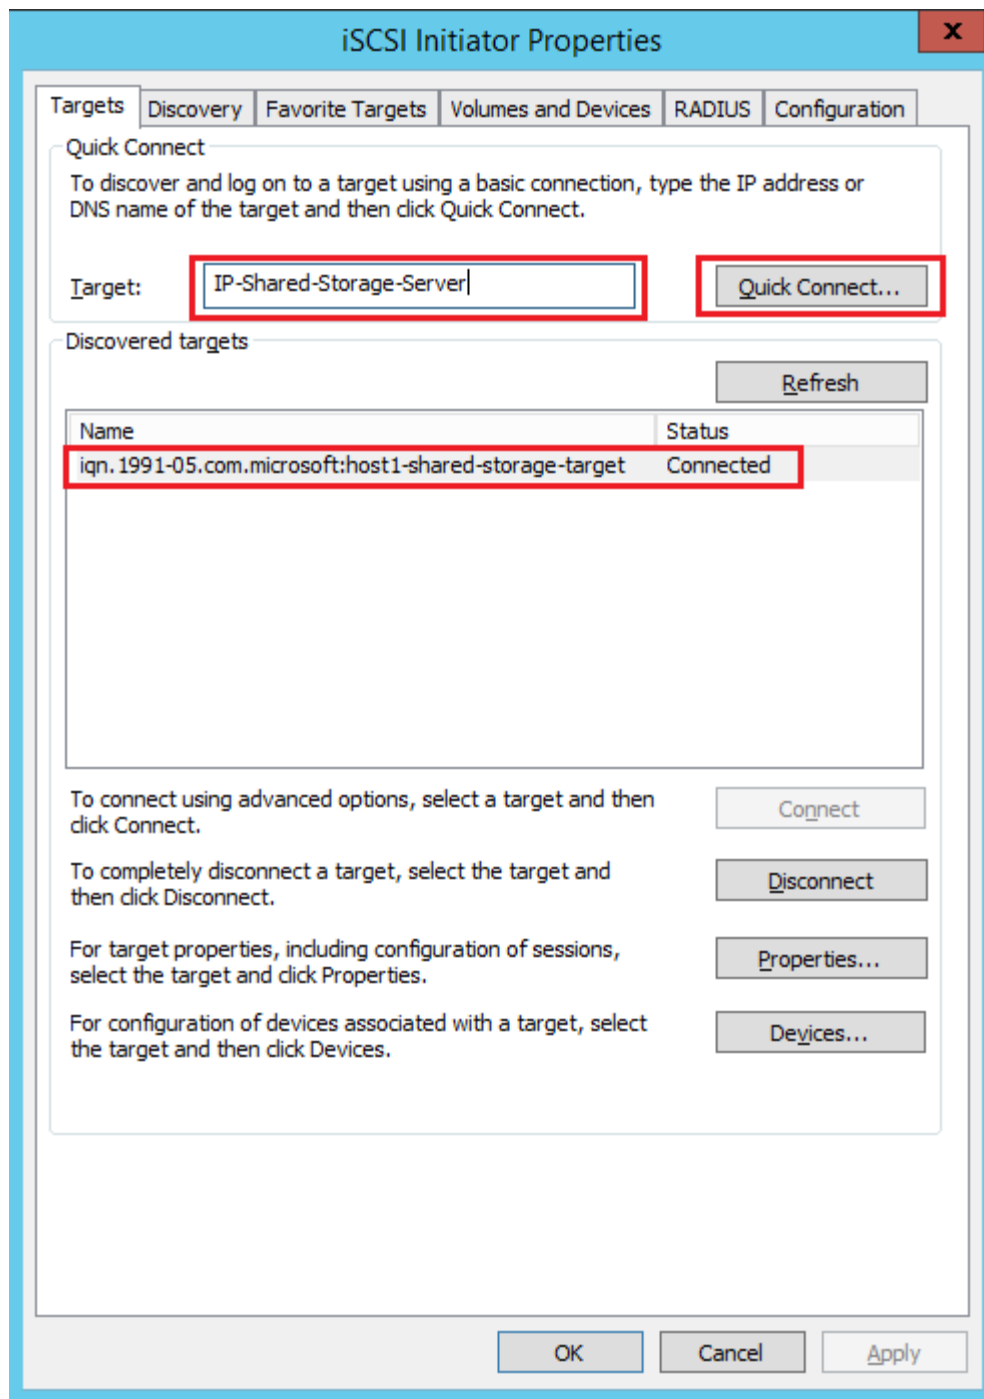 iSCSI Initiator Properties
x
Targets Discovery Favorite Targets Volumes and Devices RADIUS Configuration
Quick Connect
To discover and log on to a target using a basic connection, type the IP address or
DNS name of the target and then click Quick Connect.
Target: IP-Shared-Storage-Server Quick Connect...
Discovered targets
Refresh
Name Status
iqn.1991-05.com.microsoft:host1-shared-storage-target Connected
To connect using advanced options, select a target and then
click Connect.
Connect
To completely disconnect a target, select the target and
then click Disconnect.
Disconnect
For target properties, including configuration of sessions,
select the target and click Properties.
Properties...
For configuration of devices associated with a target, select
the target and then click Devices.
Devices...
OK Cancel Apply